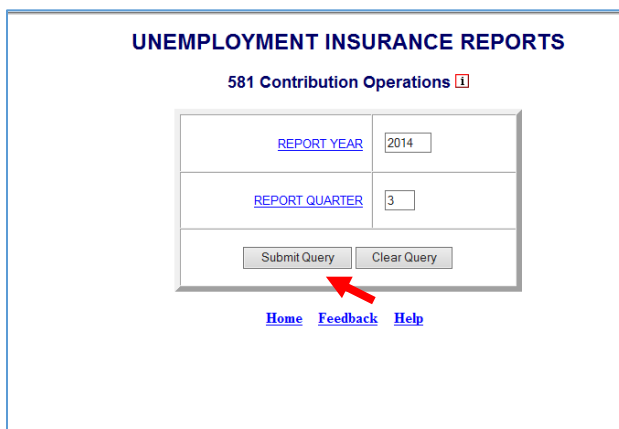 UNEMPLOYMENT INSURANCE REPORTS
581 Contribution Operations i
REPORT YEAR 2014
REPORT QUARTER 3
Submit Query Clear Query
Home Feedback Help